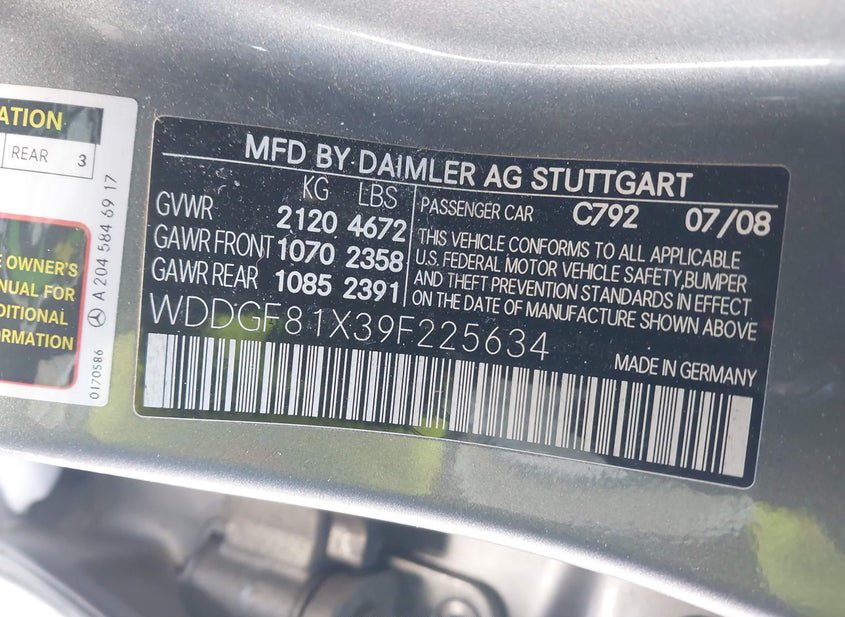 ATION
REAR 3
E OWNER'S
NUAL FOR
DITIONAL
ORMATION
A 204 584 69 17
0170586
MFD BY DAIMLER AG STUTTGART
KG LBS
GVWR 2120 4672
GAWR FRONT 1070 2358
GAWR REAR 1085 2391
PASSENGER CAR C792 07/08
THIS VEHICLE CONFORMS TO ALL APPLICABLE
U.S. FEDERAL MOTOR VEHICLE SAFETY,BUMPER
AND THEFT PREVENTION STANDARDS IN EFFECT
ON THE DATE OF MANUFACTURE SHOWN ABOVE
WDDGF81X39F225634
MADE IN GERMANY